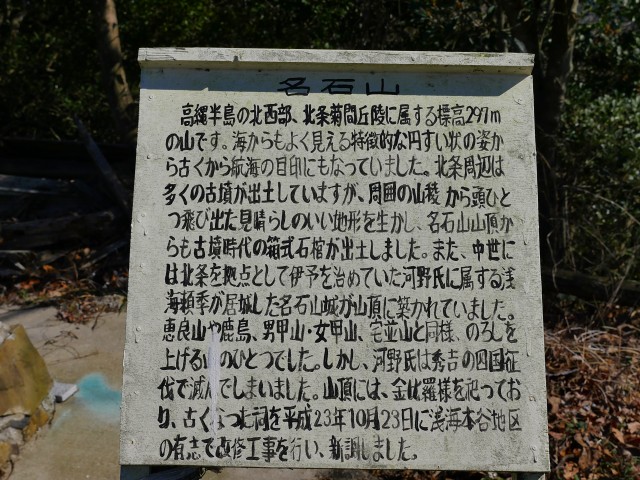 名石山
高縄半島の北西部、北条菊間丘陵に属する標高297m
の山です。海からもよく見える特徴的な円すい状の姿か
ら古くから航海の目印にもなっていました。北条周辺は
多くの古墳が出土していますが、周囲の山稜から頭ひと
つ飛び出た見晴らしのいい地形を生かし、名石山山頂か
らも古墳時代の箱式石棺が出土しました。また、中世に
は北条を拠点として伊予を治めていた河野氏に属する浅
海頼季が居城した名石山城が山頂に築かれていました。
恵良山や鹿島、男甲山・女甲山、宅並山と同様、のろしを
上げる山のひとつでした。しかし、河野氏は秀吉の四国征
伐で滅んでしまいました。山頂には、金比羅様を祀ってお
り、古くなった祠を平成23年10月23日に浅海本谷地区
の有志で改修工事を行い、新調しました。